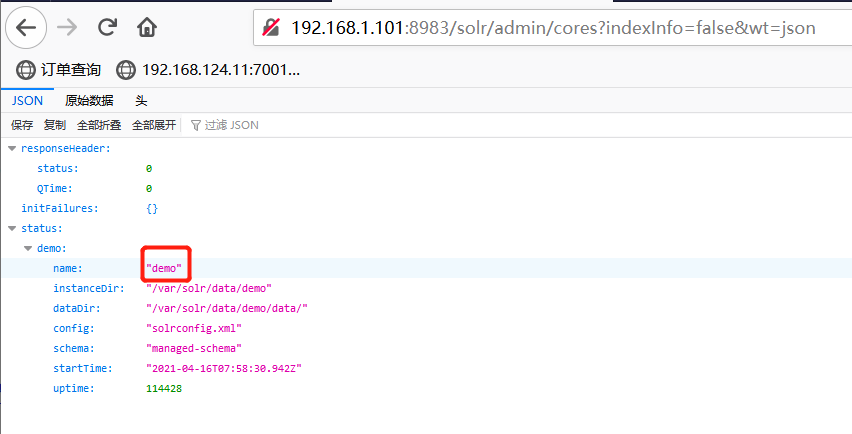 192.168.1.101:8983/solr/admin/cores?indexInfo=false&wt=json
订单查询 192.168.124.11:7001...
JSON 原始数据 头
保存 复制 全部折叠 全部展开 过滤 JSON
responseHeader:
status: 0
QTime: 0
initFailures: {}
status:
demo:
name: "demo"
instanceDir: "/var/solr/data/demo"
dataDir: "/var/solr/data/demo/data/"
config: "solrconfig.xml"
schema: "managed-schema"
startTime: "2021-04-16T07:58:30.942Z"
uptime: 114428